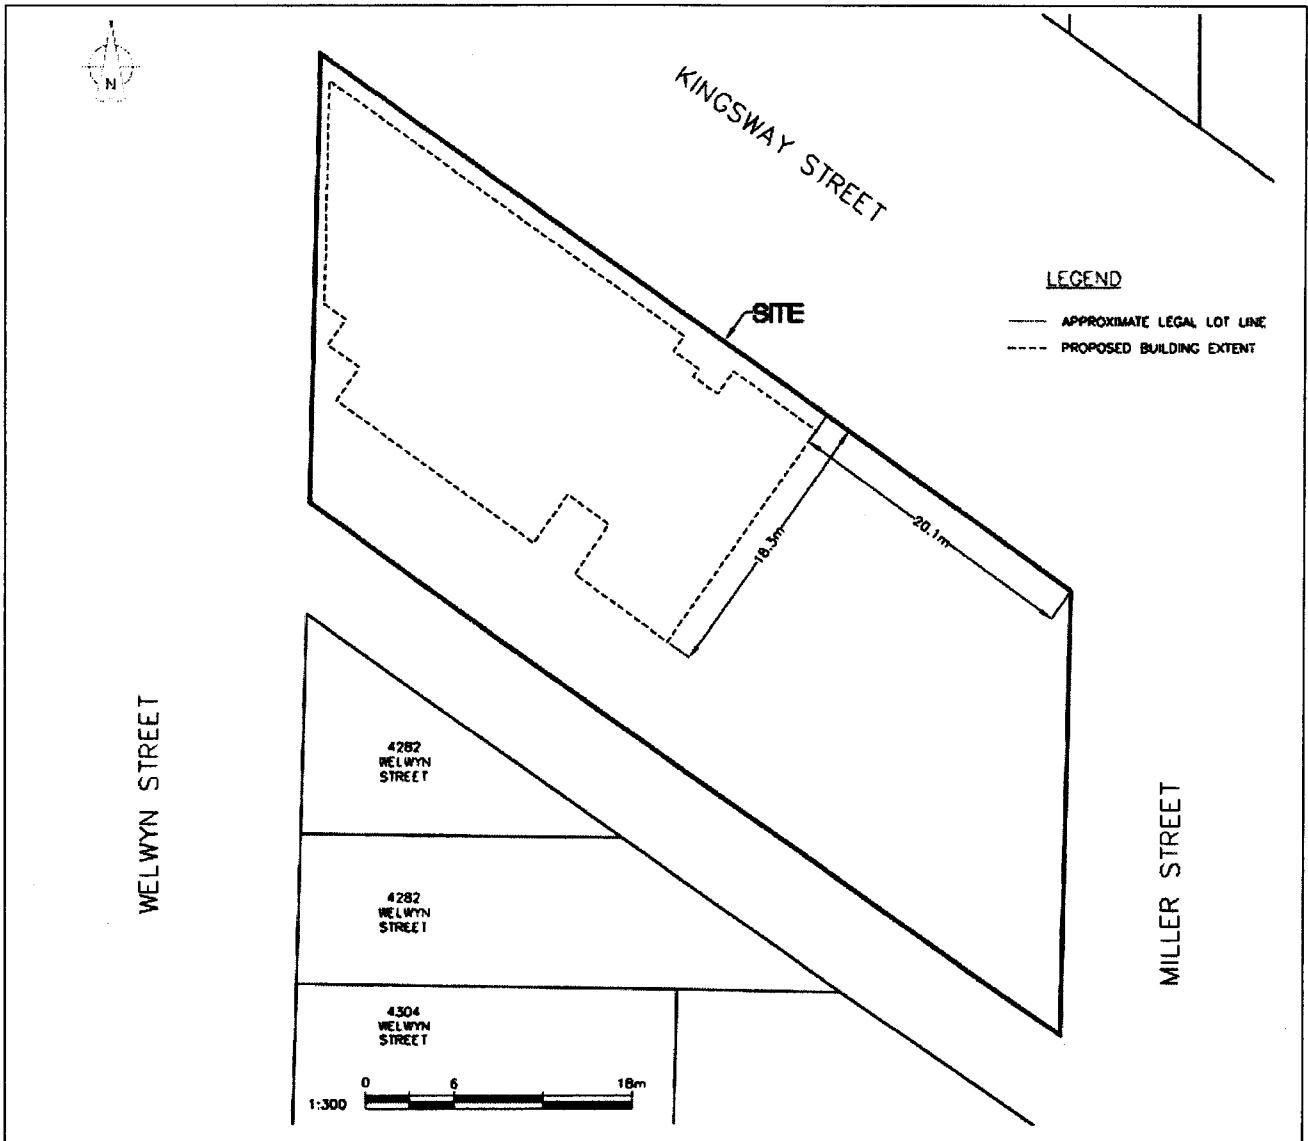 N
KINGSWAY STREET
SITE
LEGEND
APPROXIMATE LEGAL LOT LINE
PROPOSED BUILDING EXTENT
20.1m
18.3m
WELWYN STREET
MILLER STREET
4282
WELWYN
STREET
4282
WELWYN
STREET
4304
WELWYN
STREET
0 6 18m
1:300